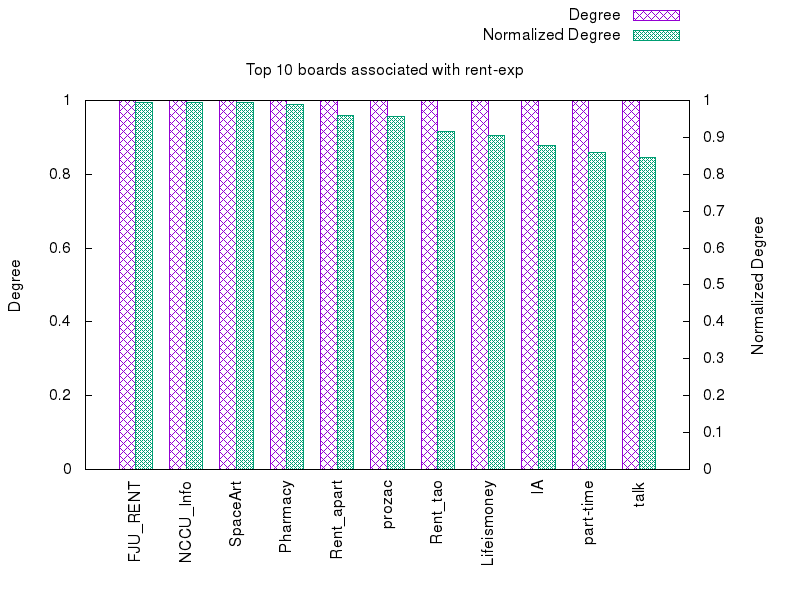 Degree
Normalized Degree
Top 10 boards associated with rent-exp
1
0.8
0.6
0.4
0.2
0
1
0.9
0.8
0.7
0.6
0.5
0.4
0.3
0.2
0.1
0
Degree
Normalized Degree
FJU_RENT
NCCU_Info
SpaceArt
Pharmacy
Rent_apart
prozac
Rent_tao
Lifeismoney
IA
part-time
talk